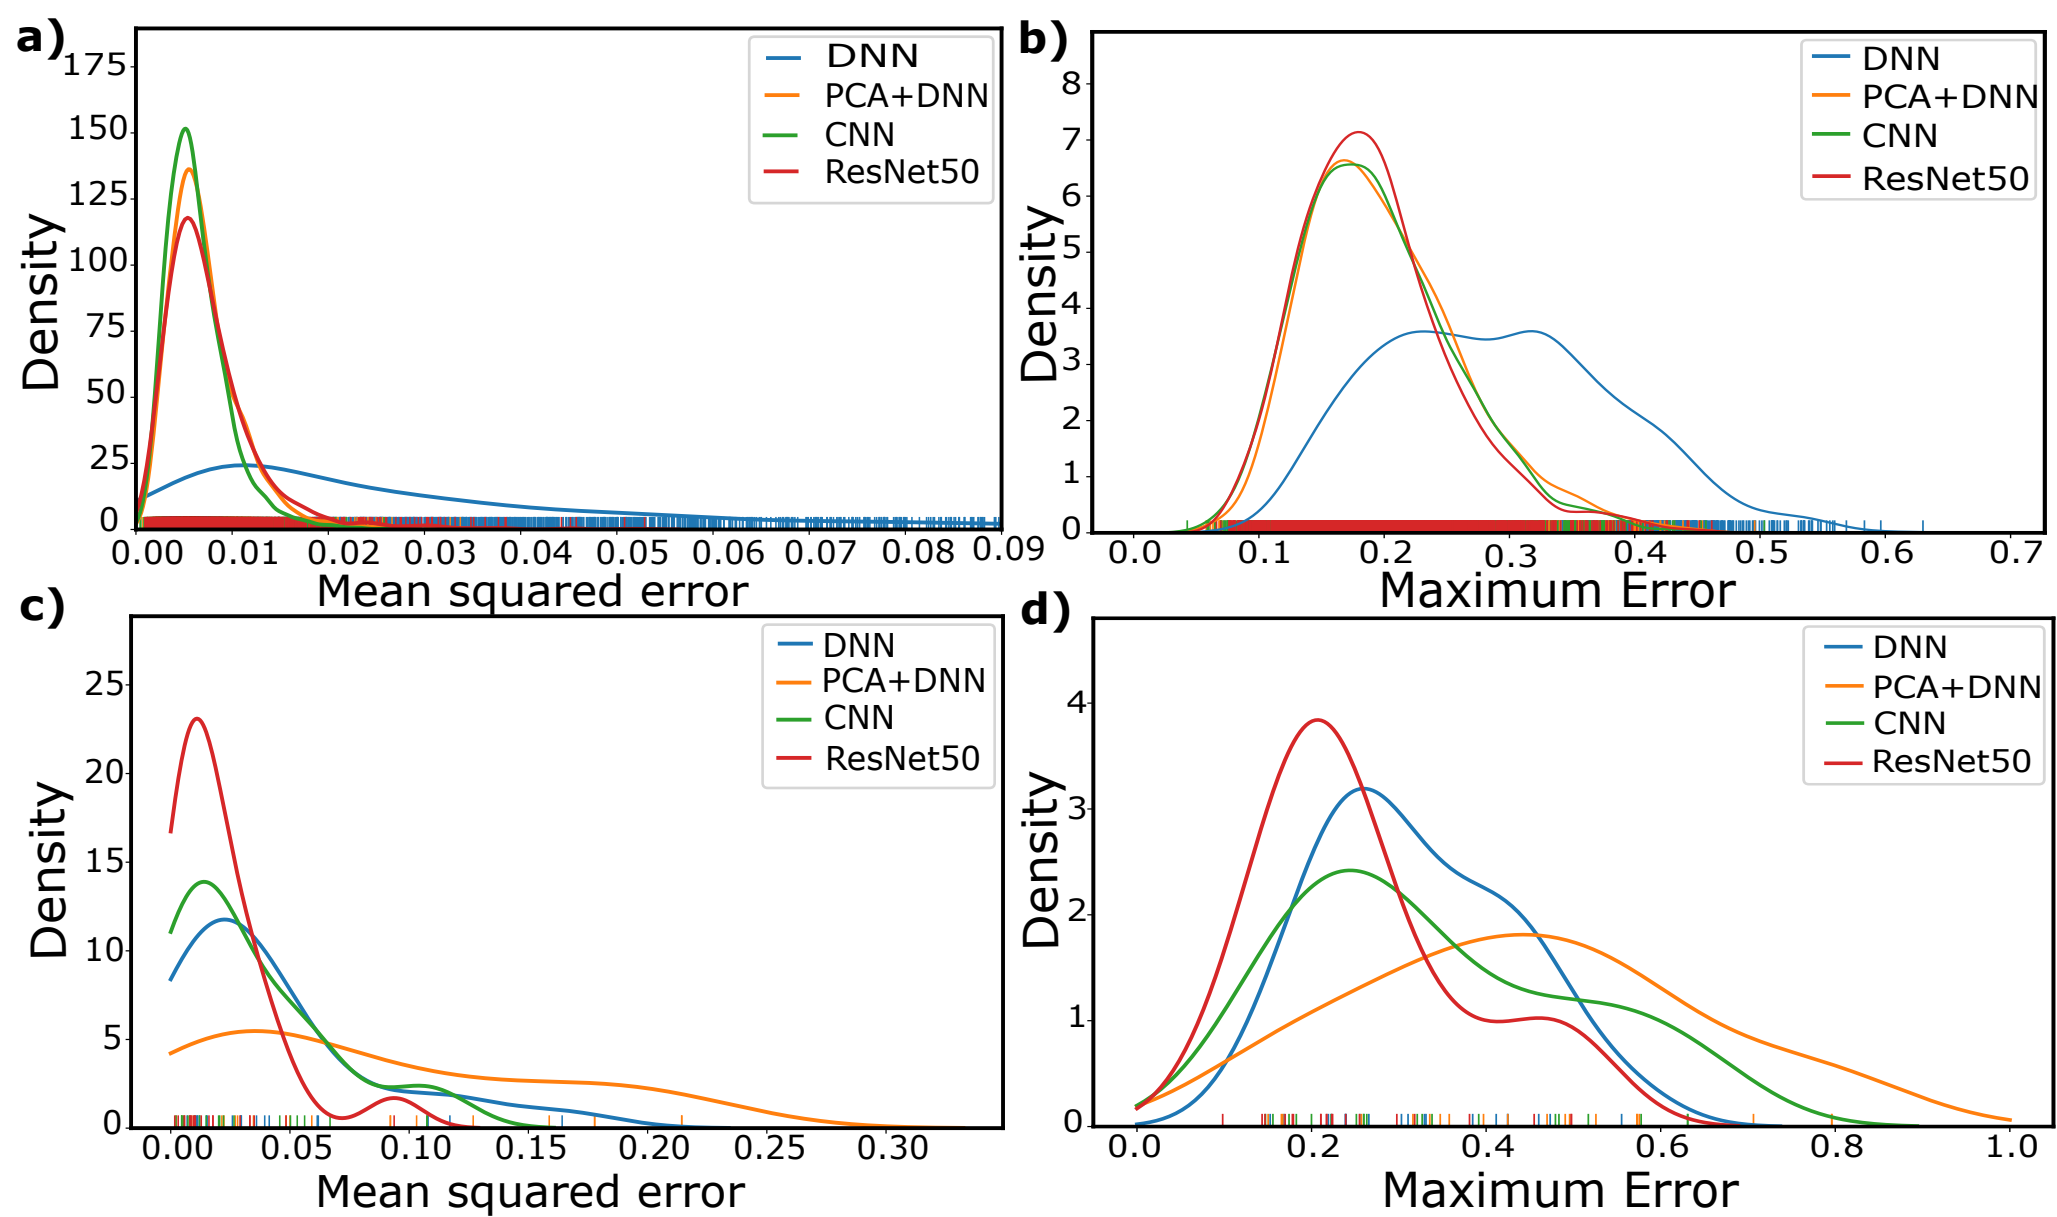 a)
175
150
125
100
75
50
25
0
Density
DNN
PCA+DNN
CNN
ResNet50
0.00 0.01 0.02 0.03 0.04 0.05 0.06 0.07 0.08 0.09
Mean squared error
b)
8
7
6
5
4
3
2
1
0
Density
DNN
PCA+DNN
CNN
ResNet50
0.0 0.1 0.2 0.3 0.4 0.5 0.6 0.7
Maximum Error
c)
25
20
15
10
5
0
Density
DNN
PCA+DNN
CNN
ResNet50
0.00 0.05 0.10 0.15 0.20 0.25 0.30
Mean squared error
d)
4
3
2
1
0
Density
DNN
PCA+DNN
CNN
ResNet50
0.0 0.2 0.4 0.6 0.8 1.0
Maximum Error